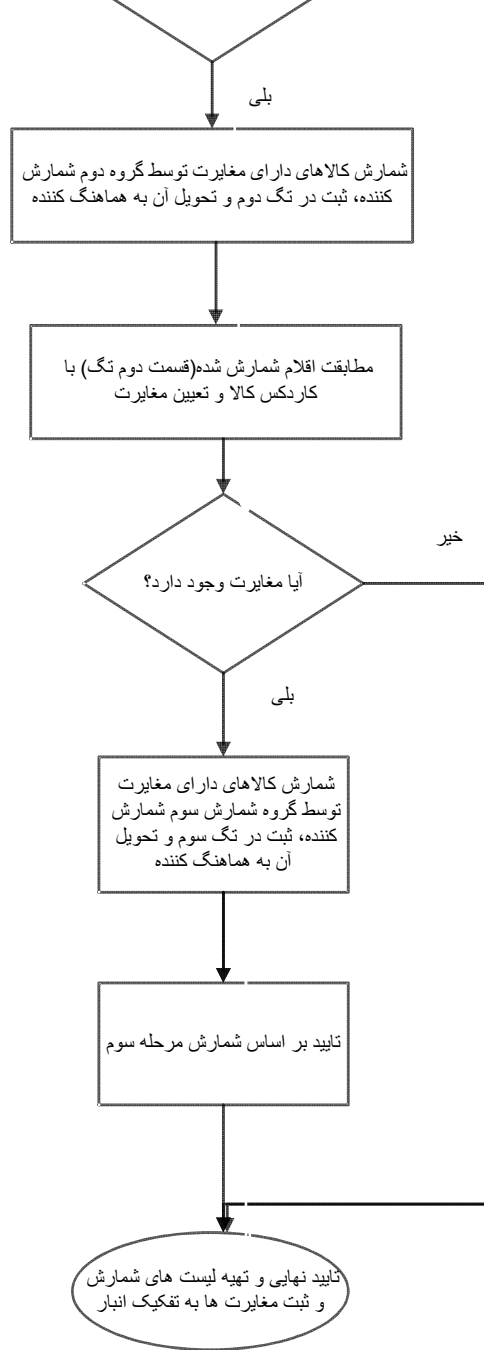 بلی
شمارش کالاهای دارای مغایرت توسط گروه دوم شمارش
کننده، ثبت در تگ دوم و تحویل آن به هماهنگ کننده
مطابقت اقلام شمارش شده(قسمت دوم تگ) با
کاردکس کالا و تعیین مغایرت
خیر
آیا مغایرت وجود دارد؟
بلی
شمارش کالاهای دارای مغایرت
توسط گروه شمارش سوم شمارش
کننده، ثبت در تگ سوم و تحویل
آن به هماهنگ کننده
تایید بر اساس شمارش مرحله سوم
تایید نهایی و تهیه لیست های شمارش
و ثبت مغایرت ها به تفکیک انبار